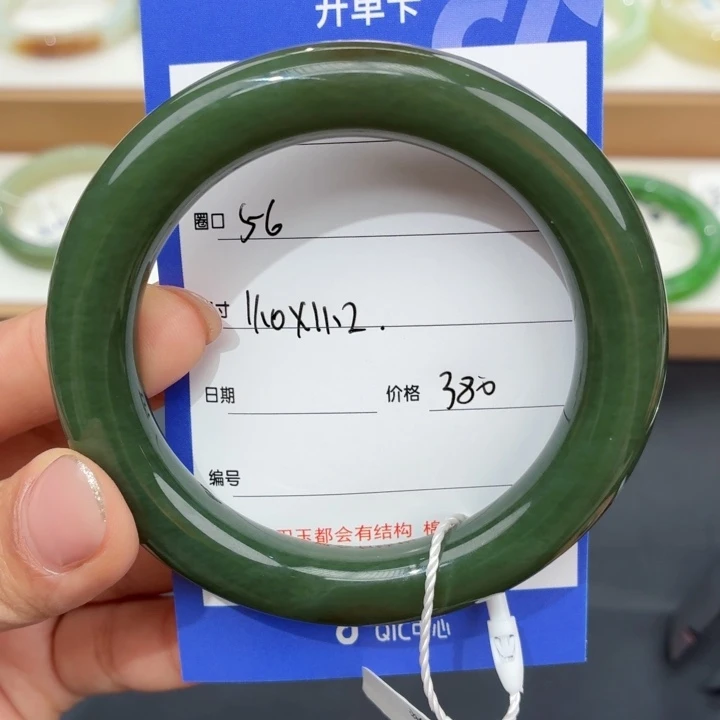 开单卡
圈口 56
寸 11.0X11.2.
日期 价格 380
编号
玉都会有结构 棉
QIC中心